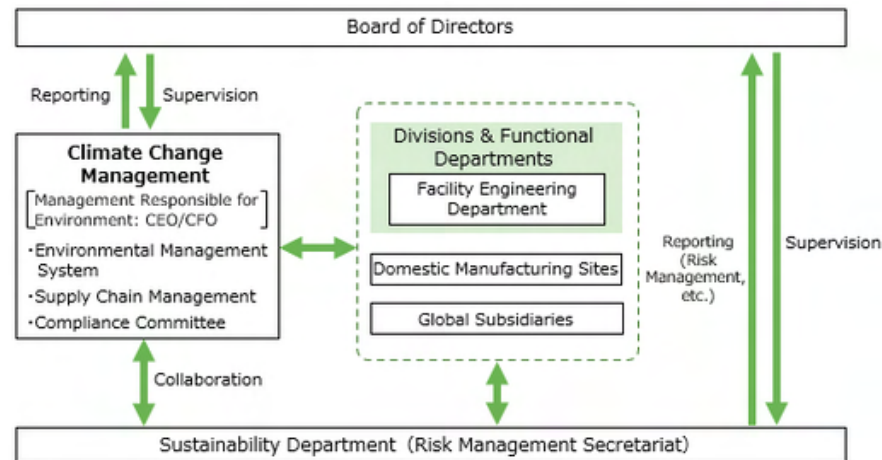 Board of Directors
Reporting
Supervision
Climate Change
Management
[Management Responsible for
Environment: CEO/CFO]
・Environmental Management
System
・Supply Chain Management
・Compliance Committee
Divisions & Functional
Departments
Facility Engineering
Department
Domestic Manufacturing Sites
Global Subsidiaries
Reporting
(Risk
Management,
etc.)
Supervision
Collaboration
Sustainability Department (Risk Management Secretariat)